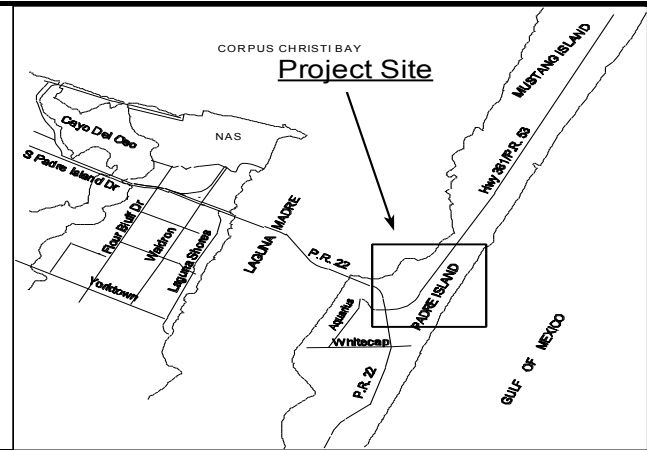 CORPUS CHRISTI BAY
Project Site
MUSTANG ISLAND
Cayo Del Oso
NAS
S Padre Island Dr
Hwy 361/P.R. 53
Flour Bluff Dr
Waldron
Laguna Shores
LAGUNA MADRE
P.R. 22
Yorktown
Aquarius
PADRE ISLAND
Whitecap
P.R. 22
GULF OF MEXICO